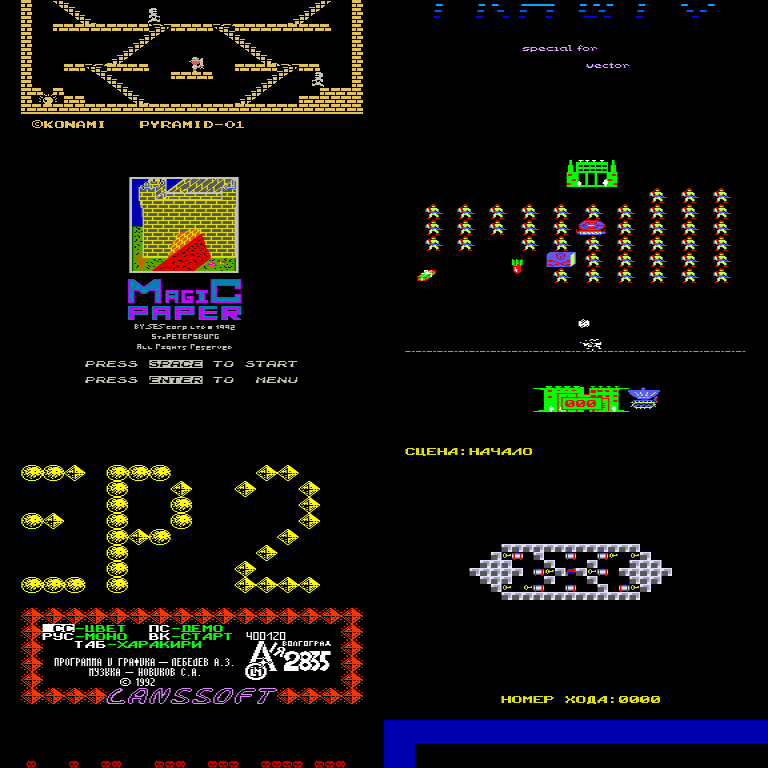 ©KONAMI PYRAMID-01
special for
vector
MAGIC
PAPER
BY SES Corp LTD © 1992
St.PETERSBURG
All Rights Reserved
PRESS SPACE TO START
PRESS ENTER TO MENU
000
СЦЕНА:НАЧАЛО
СС-ЦВЕТ ПС-ДЕМО
РУС-МОНО ВК-СТАРТ
ТАБ-ХАРАКИРИ
ПРОГРАММА И ГРАФИКА – ЛЕБЕДЕВ А.З.
МУЗЫКА – НОВИКОВ С.А.
© 1992
400120
ВОЛГОГРАД
А/Я 2835
LANSSOFT
НОМЕР ХОДА:0000